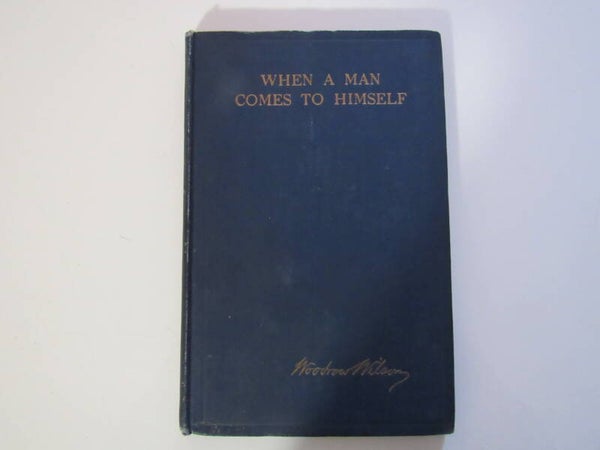 WHEN A MAN
COMES TO HIMSELF
Woodrow Wilson